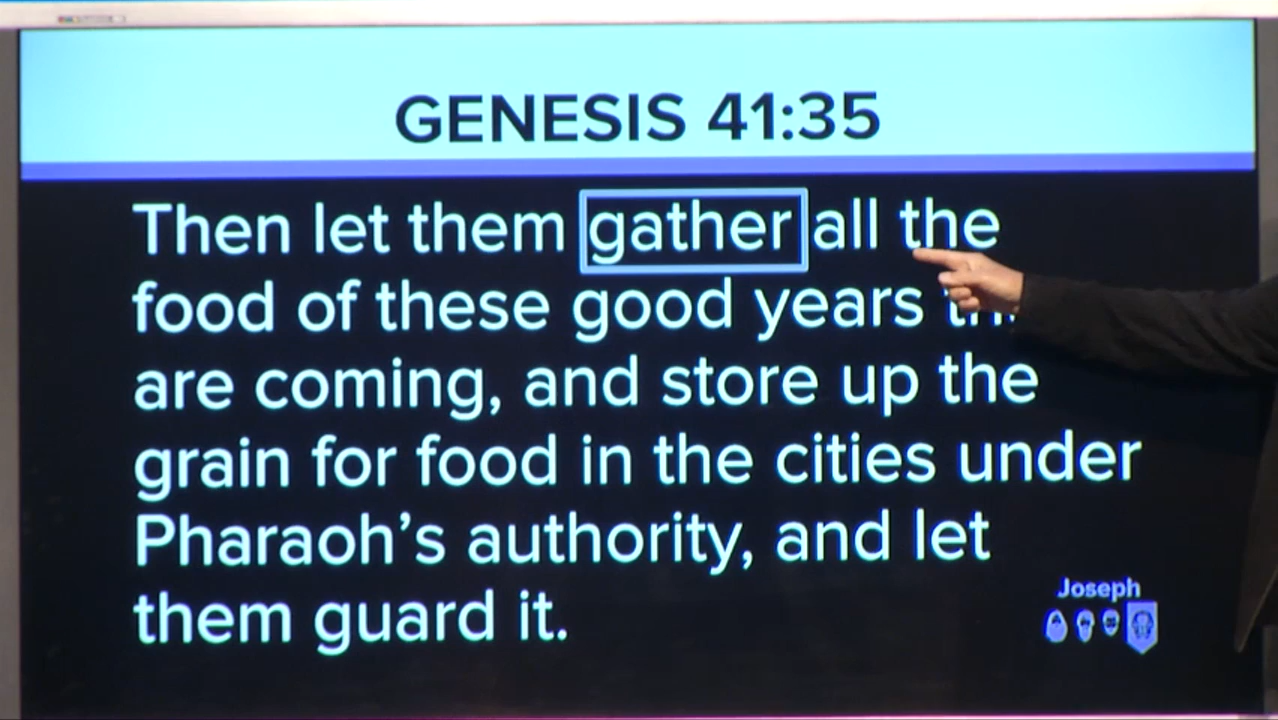 GENESIS 41:35
Then let them gather all the
food of these good years
are coming, and store up the
grain for food in the cities under
Pharaoh's authority, and let
them guard it.
Joseph